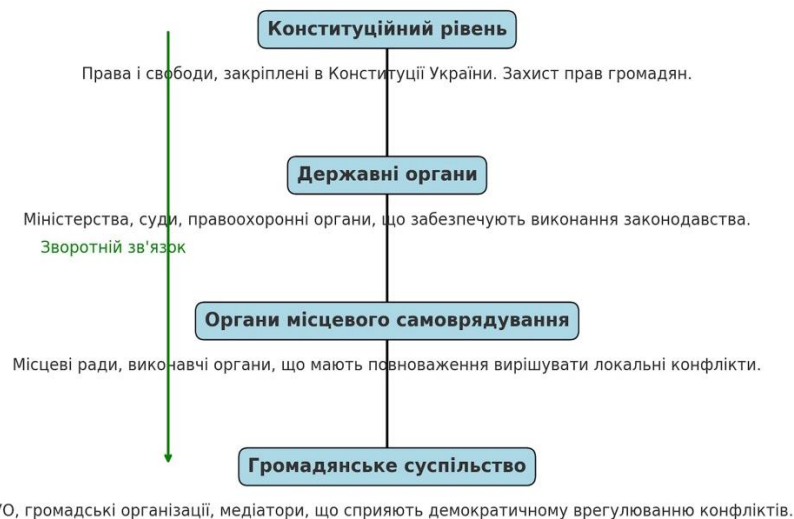 Конституційний рівень
Права і свободи, закріплені в Конституції України. Захист прав громадян.
Державні органи
Міністерства, суди, правоохоронні органи, що забезпечують виконання законодавства.
Зворотній зв'язок
Органи місцевого самоврядування
Місцеві ради, виконавчі органи, що мають повноваження вирішувати локальні конфлікти.
Громадянське суспільство
громадські організації, медіатори, що сприяють демократичному врегулюванню конфліктів.